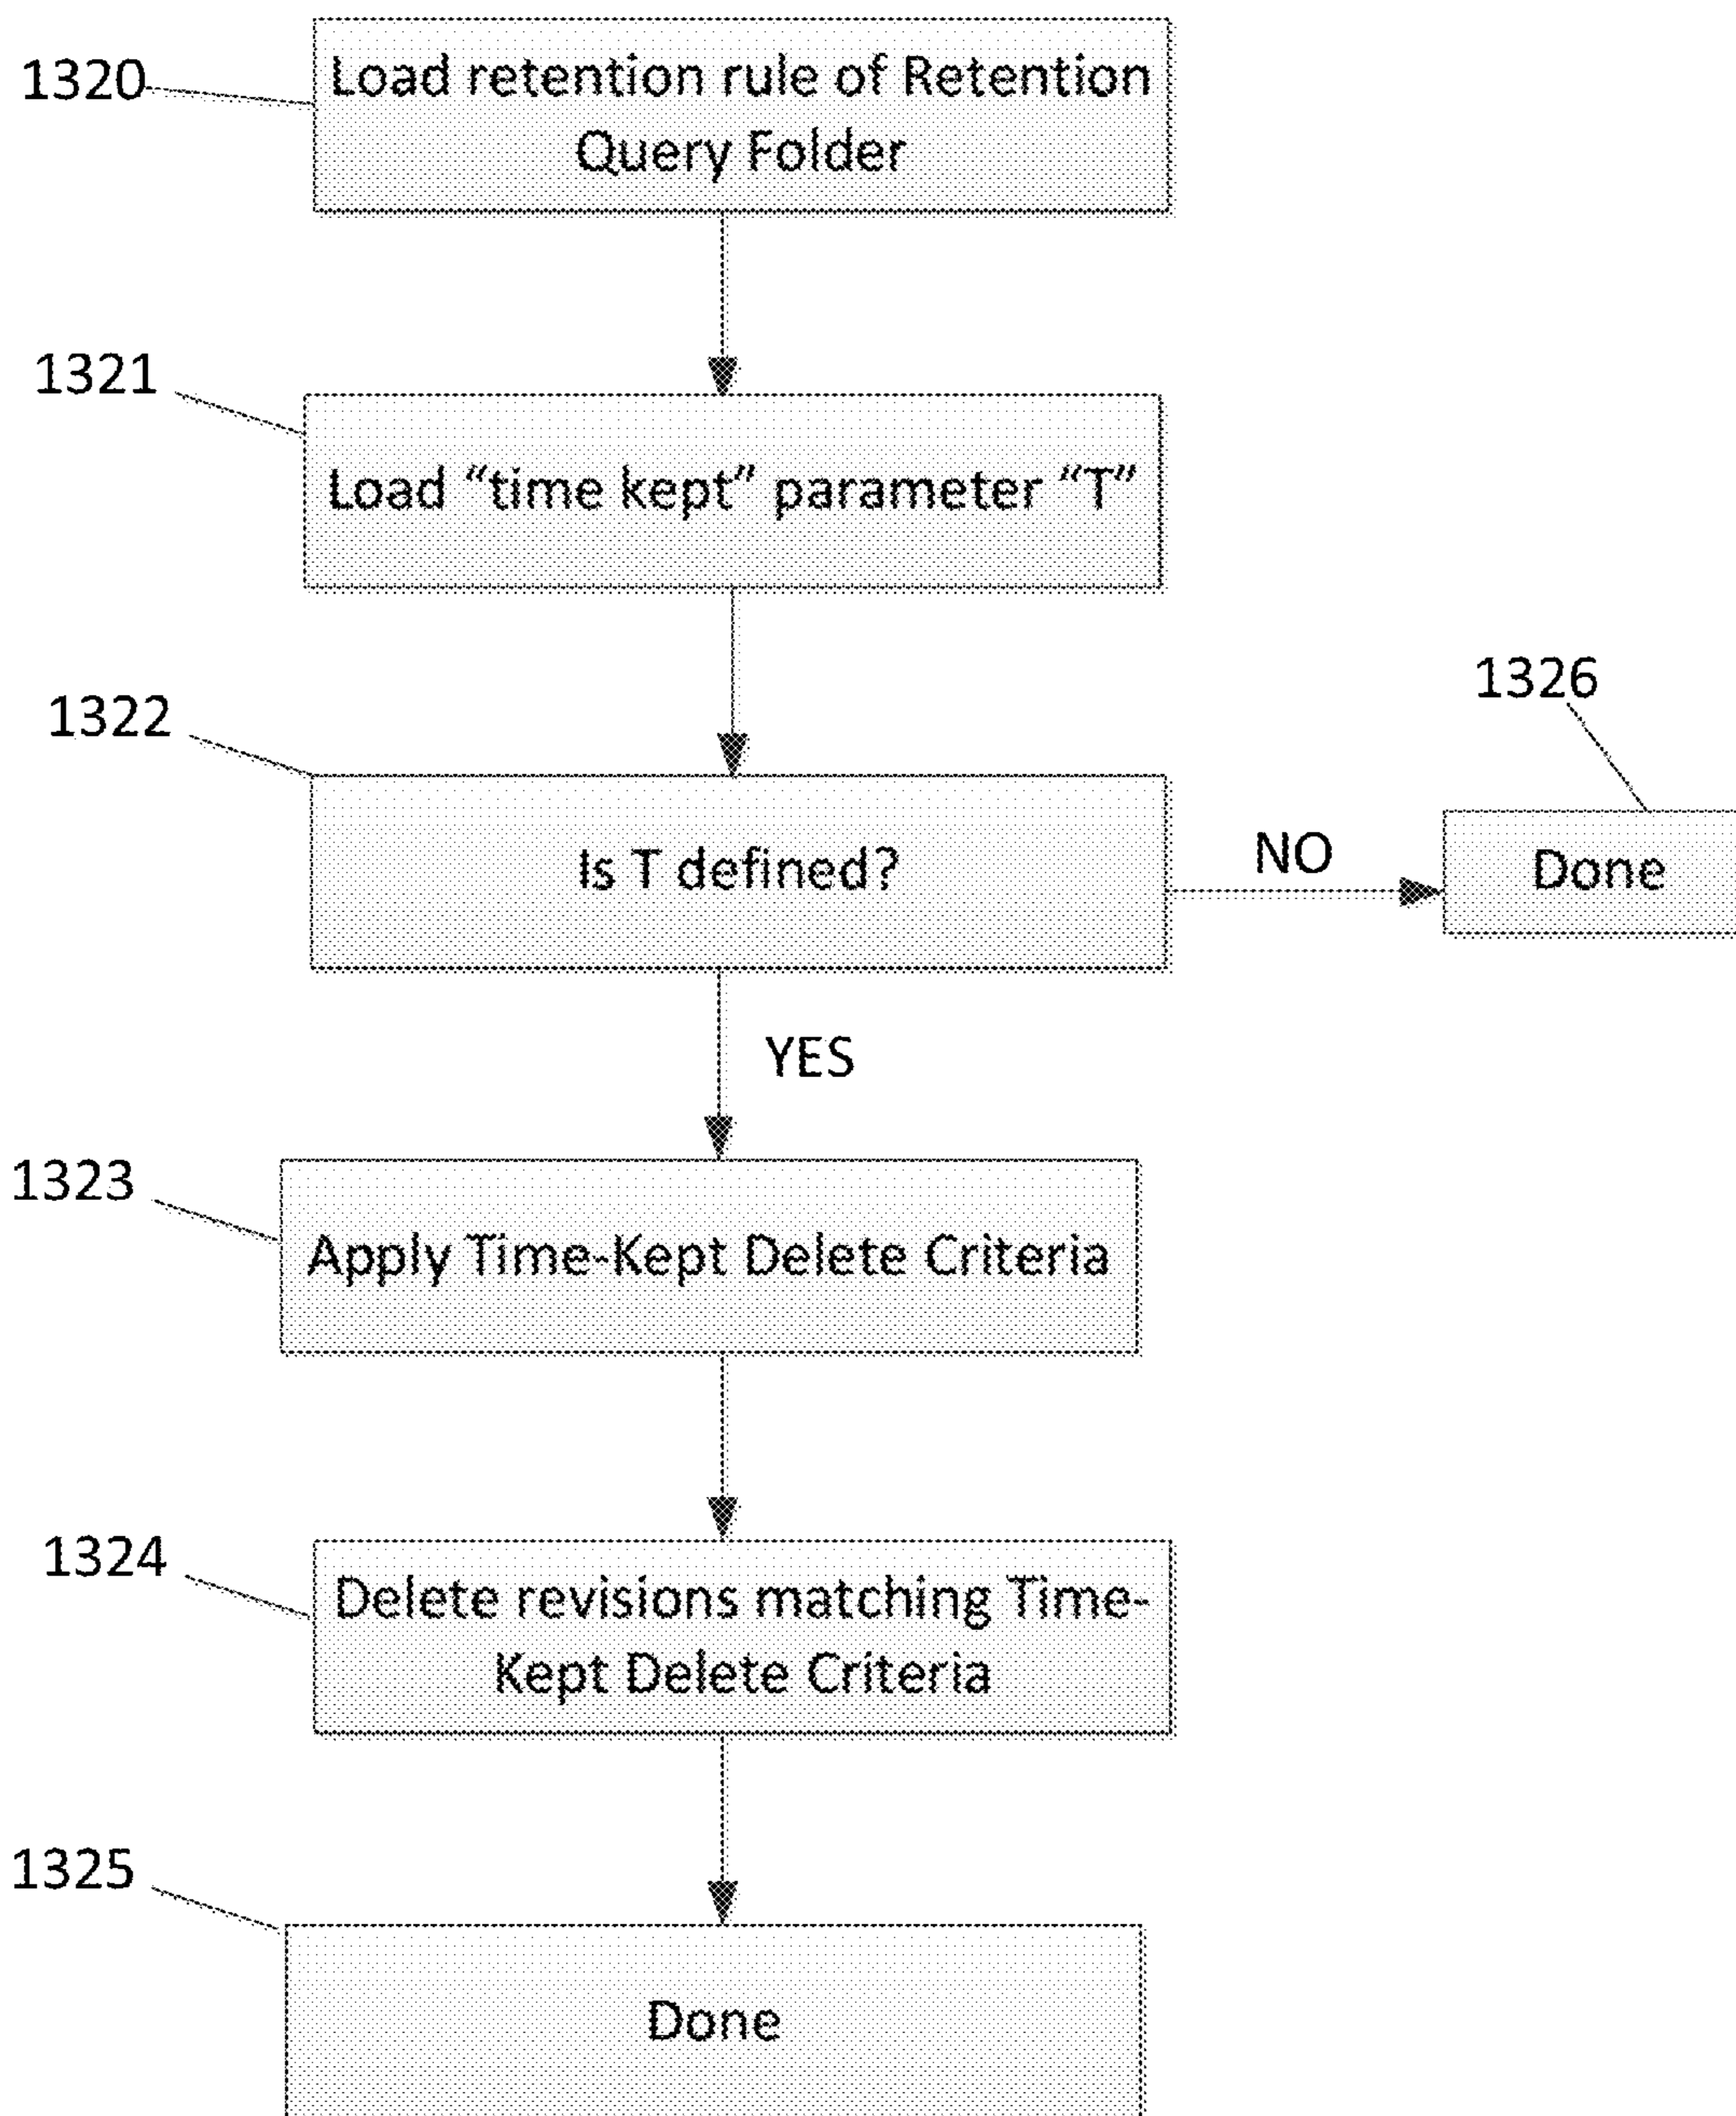 1320
Load retention rule of Retention
Query Folder
1321
Load “time kept” parameter “T”
1322
Is T defined?
NO
1326
Done
YES
1323
Apply Time-Kept Delete Criteria
1324
Delete revisions matching Time-
Kept Delete Criteria
1325
Done